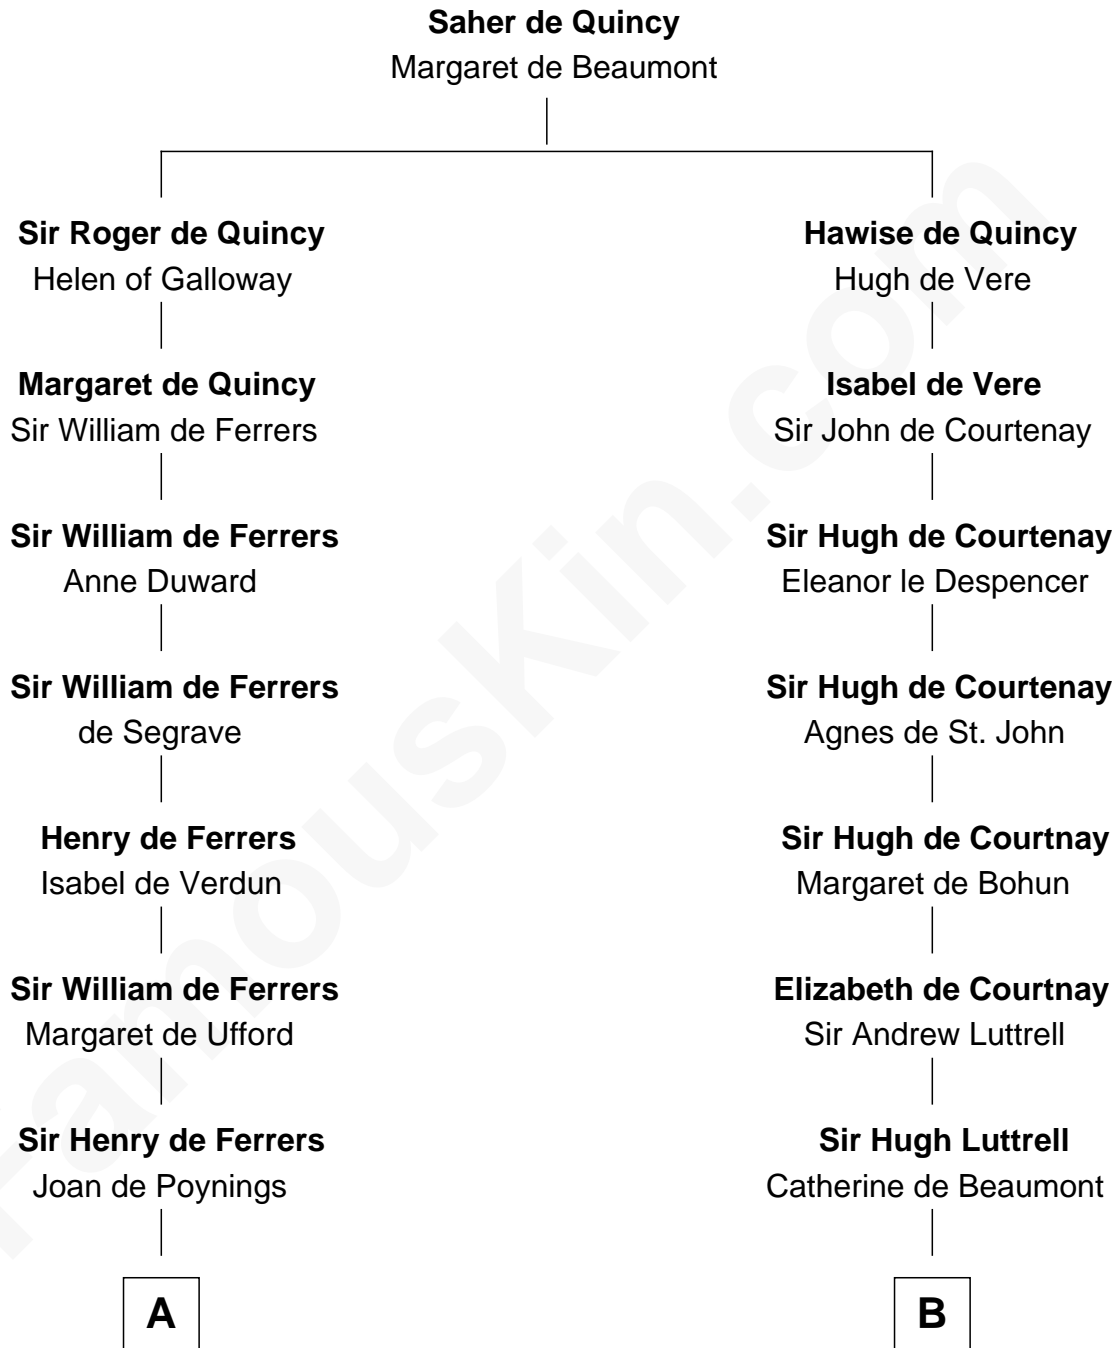 Saher de Quincy
Margaret de Beaumont
Sir Roger de Quincy
Helen of Galloway
Margaret de Quincy
Sir William de Ferrers
Sir William de Ferrers
Anne Duward
Sir William de Ferrers
de Segrave
Henry de Ferrers
Isabel de Verdun
Sir William de Ferrers
Margaret de Ufford
Sir Henry de Ferrers
Joan de Poynings
A
Hawise de Quincy
Hugh de Vere
Isabel de Vere
Sir John de Courtenay
Sir Hugh de Courtenay
Eleanor le Despencer
Sir Hugh de Courtenay
Agnes de St. John
Sir Hugh de Courtnay
Margaret de Bohun
Elizabeth de Courtnay
Sir Andrew Luttrell
Sir Hugh Luttrell
Catherine de Beaumont
B
FamousKin.com